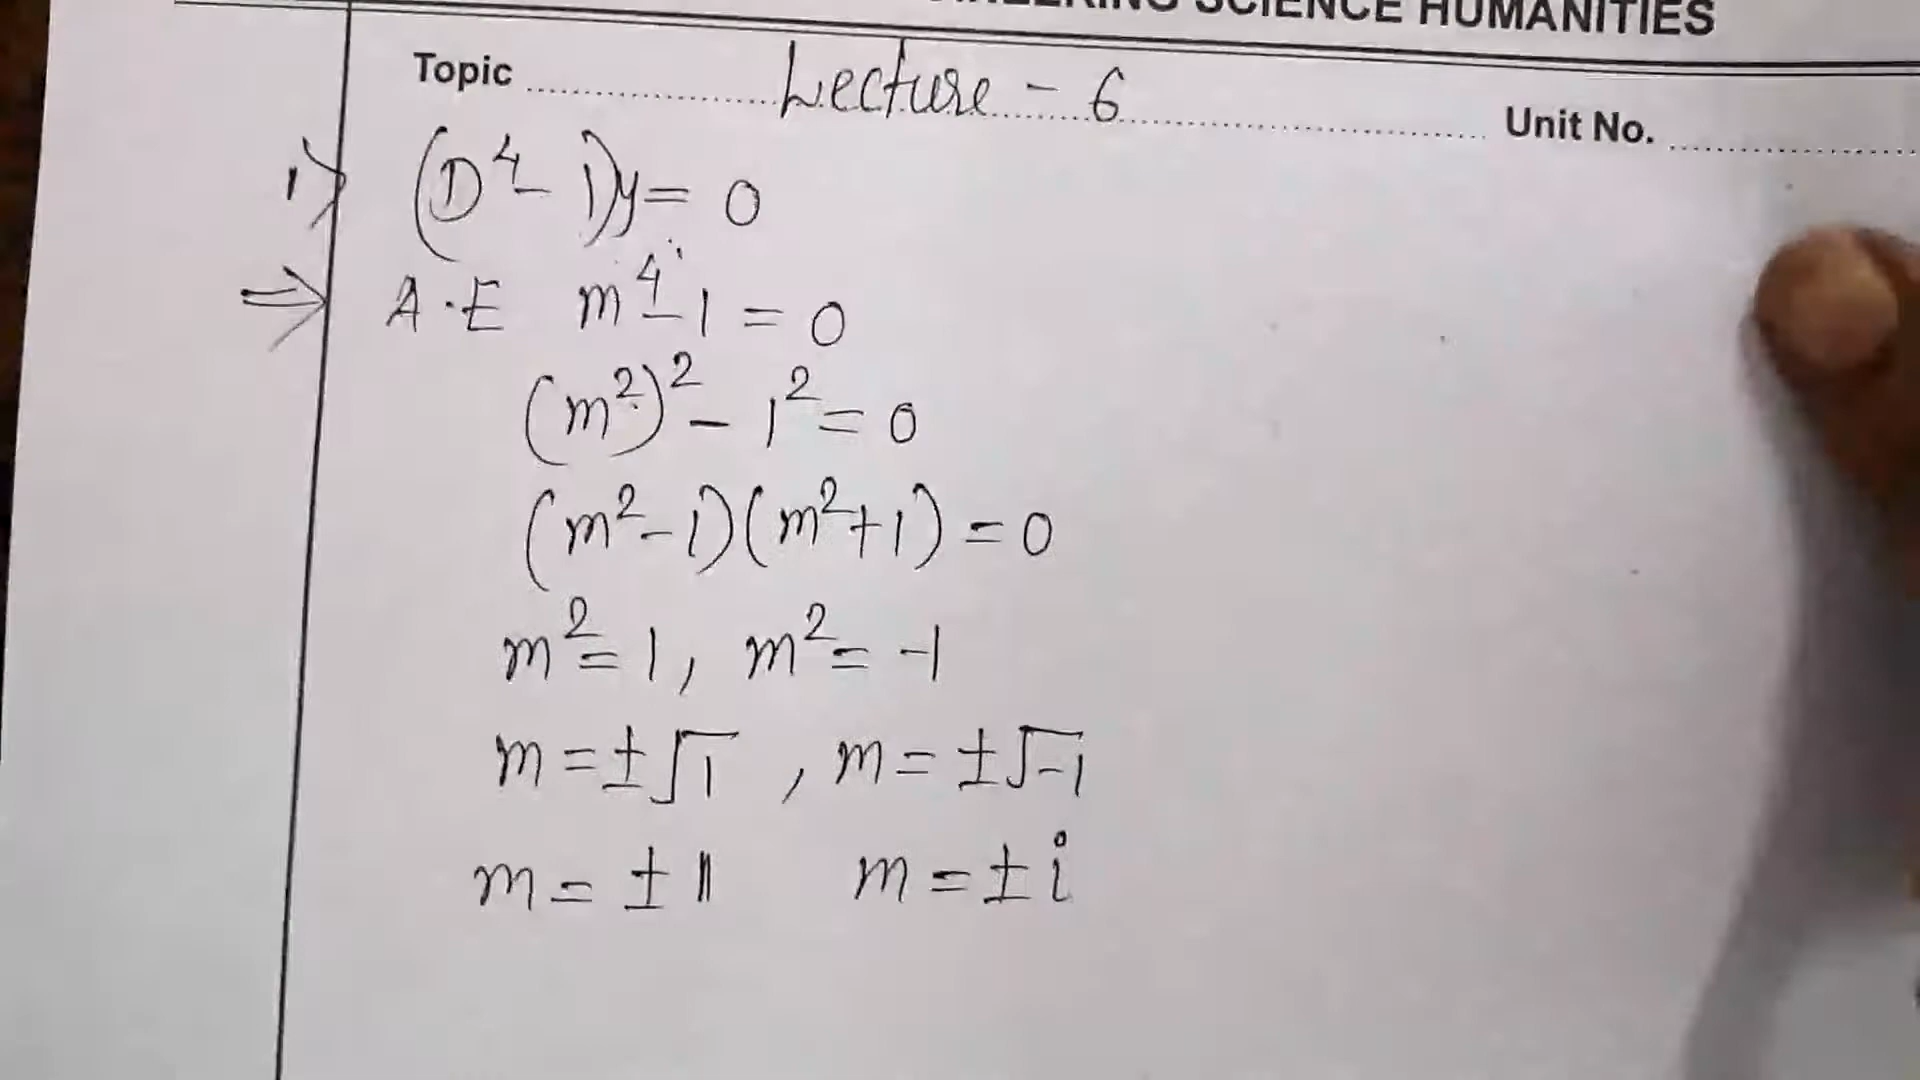 SCIENCE HUMANITIES
Topic Lecture - 6 Unit No.
1) (D⁴ - 1)y = 0
⇒ A.E m⁴ - 1 = 0
(m²)² - 1² = 0
(m² - 1)(m² + 1) = 0
m² = 1, m² = -1
m = ±√1 , m = ±√-1
m = ± 1 m = ± i